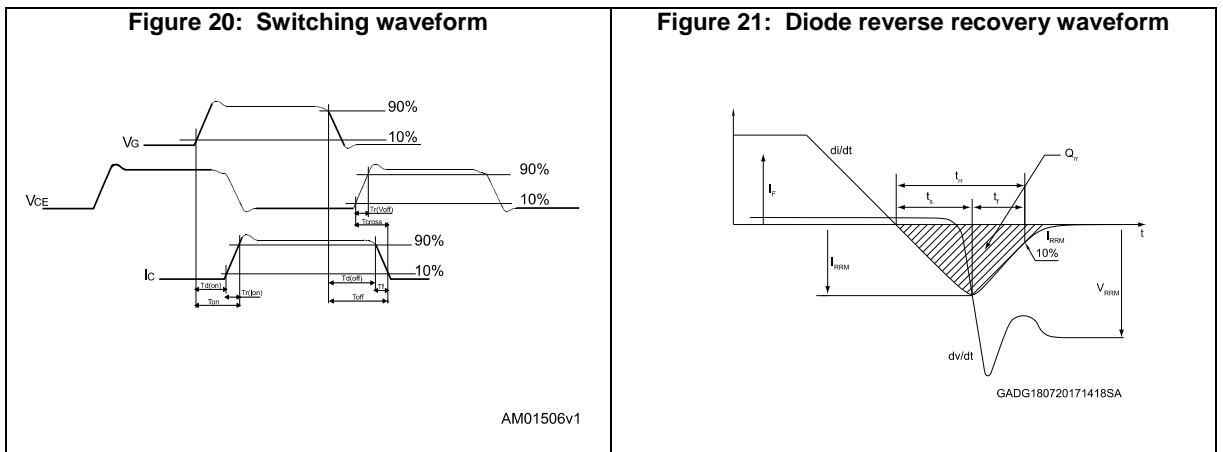 Figure 20: Switching waveform
90%
10%
VG
90%
10%
VCE
Tr(Voff)
Tcross
90%
10%
IC
Td(on)
Tr(Ion)
Ton
Td(off)
Tf
Toff
AM01506v1
Figure 21: Diode reverse recovery waveform
di/dt
Qrr
trr
IF
ts
tf
t
IRRM
IRRM
10%
VRRM
dv/dt
GADG180720171418SA